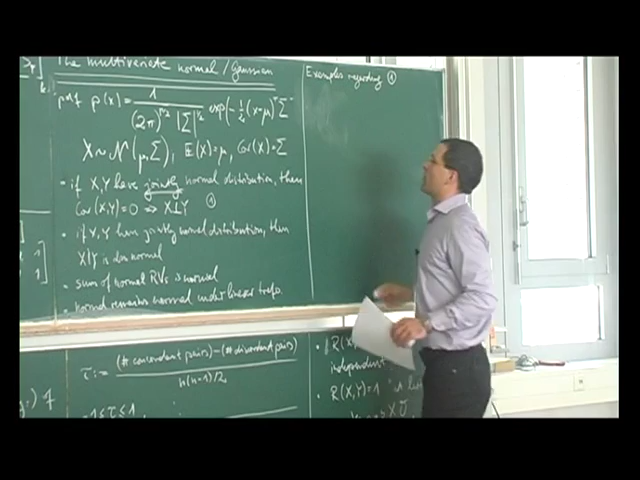 The multivariate normal / Gaussian
pdf p(x) = 1 / (2π)^{n/2} |Σ|^{1/2} exp(-1/2 (x-μ)^T Σ^-
X ~ N(μ, Σ), E(X)=μ, Cov(X)=Σ
• if X,Y have jointly normal distribution, then
Cov(X,Y)=0 ⇔ X⊥Y ①
• if X,Y have jointly normal distribution, then
X|Y is also normal
• sum of normal RVs is normal
• normal remains normal under linear trafo.
Examples regarding ①
τ := (# concordant pairs) - (# discordant pairs) / n(n-1)/2
-1 ≤ τ ≤ 1
• R(X
independent
• R(X,Y)=1